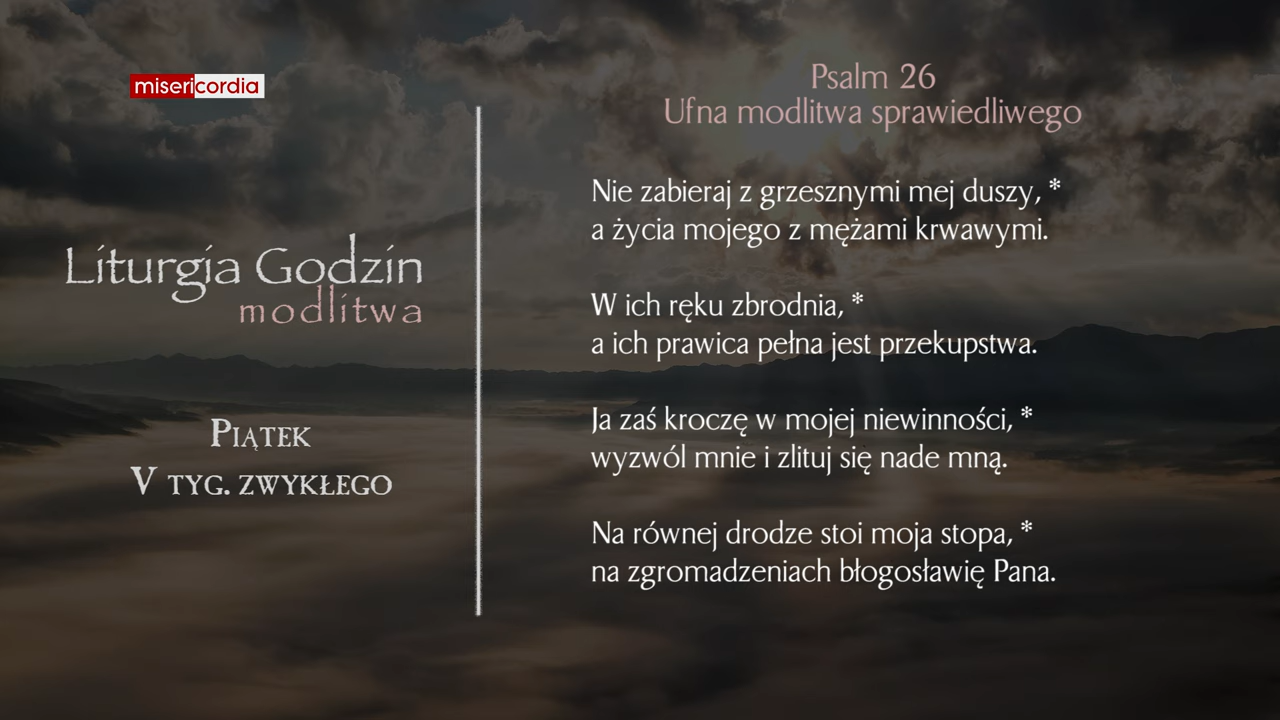 misericordia
Liturgia Godzin
modlitwa
Piątek
V tyg. zwykłego
Psalm 26
Ufna modlitwa sprawiedliwego
Nie zabieraj z grzesznymi mej duszy, *
a życia mojego z mężami krwawymi.
W ich ręku zbrodnia, *
a ich prawica pełna jest przekupstwa.
Ja zaś kroczę w mojej niewinności, *
wyzwól mnie i zlituj się nade mną.
Na równej drodze stoi moja stopa, *
na zgromadzeniach błogosławię Pana.